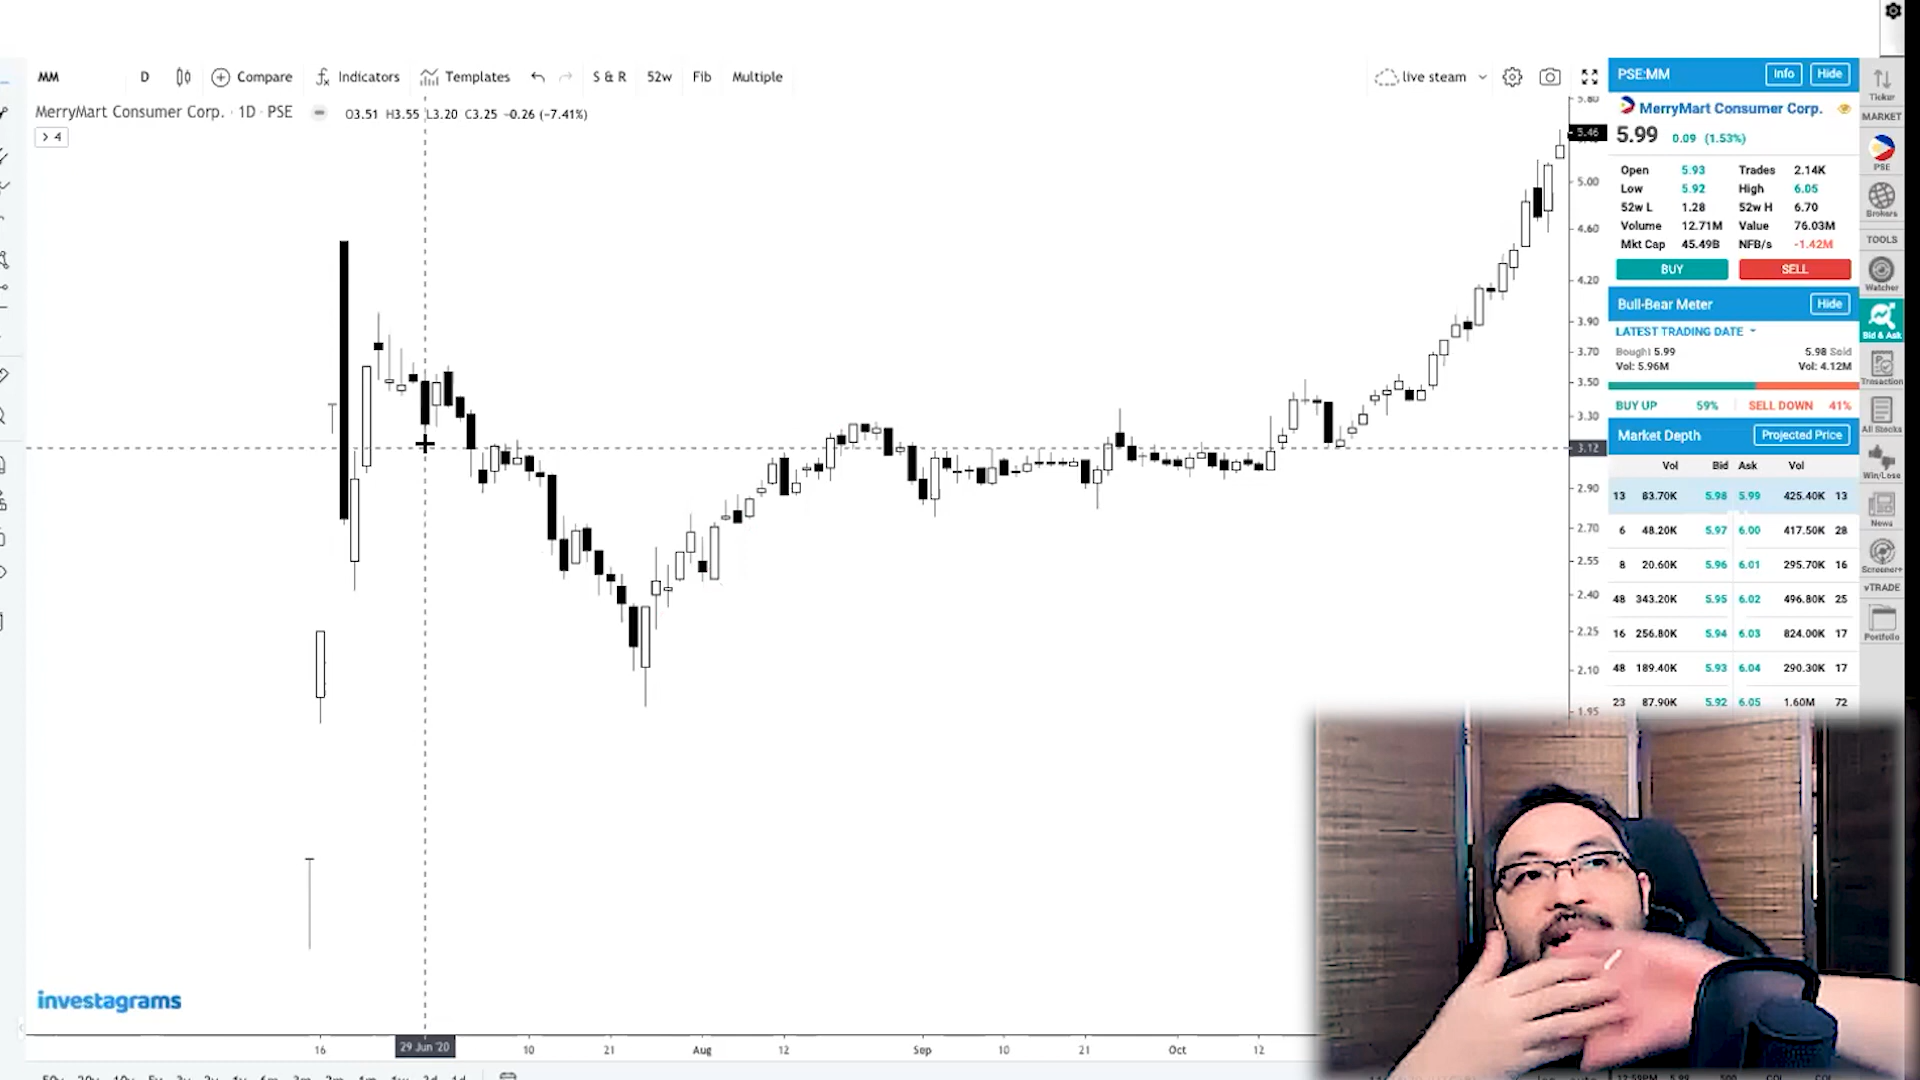 MM D Compare Indicators Templates S & R 52w Fib Multiple live steam
MerryMart Consumer Corp. · 1D · PSE O3.51 H3.55 L3.20 C3.25 -0.26 (-7.41%)
> 4
5.80
5.46
5.00
4.60
4.20
3.90
3.70
3.50
3.30
3.12
2.90
2.70
2.55
2.40
2.25
2.10
1.95
16 29 Jun '20 10 21 Aug 12 Sep 10 21 Oct 12
investagrams
PSE:MM Info Hide
MerryMart Consumer Corp.
5.99 0.09 (1.53%)
Open 5.93 Trades 2.14K
Low 5.92 High 6.05
52w L 1.28 52w H 6.70
Volume 12.71M Value 76.03M
Mkt Cap 45.49B NFB/s -1.42M
BUY SELL
Bull-Bear Meter Hide
LATEST TRADING DATE
Bought 5.99 5.98 Sold
Vol: 5.96M Vol: 4.12M
BUY UP 59% SELL DOWN 41%
Market Depth Projected Price
Vol Bid Ask Vol
13 83.70K 5.98 5.99 425.40K 13
6 48.20K 5.97 6.00 417.50K 28
8 20.60K 5.96 6.01 295.70K 16
48 343.20K 5.95 6.02 496.80K 25
16 256.80K 5.94 6.03 824.00K 17
48 189.40K 5.93 6.04 290.30K 17
23 87.90K 5.92 6.05 1.60M 72
Ticker
MARKET
PSE
Brokers
TOOLS
Watcher
Bid & Ask
Transaction
All Stocks
Win/Lose
News
Screener+
vTRADE
Portfolio